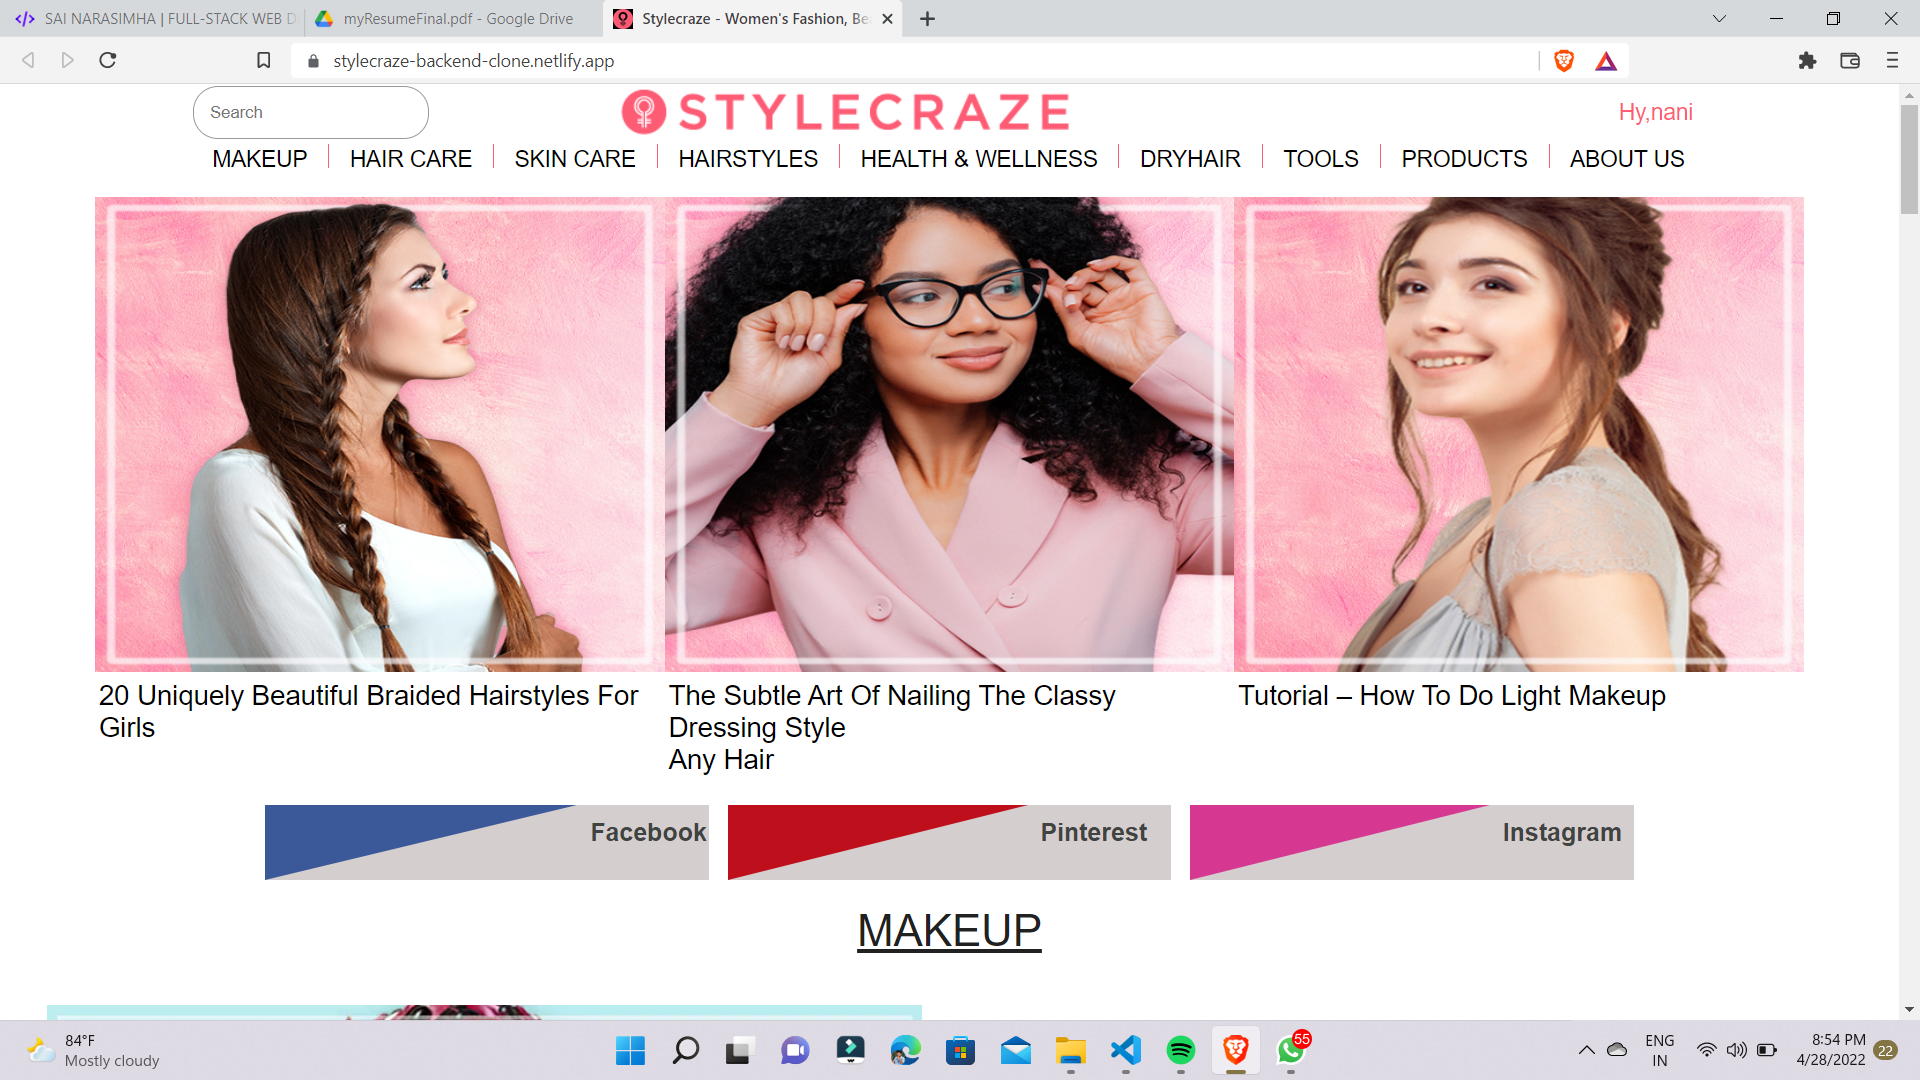 SAI NARASIMHA | FULL-STACK WEB D
myResumeFinal.pdf - Google Drive
Stylecraze - Women's Fashion, Be
stylecraze-backend-clone.netlify.app
Search
STYLECRAZE
Hy,nani
MAKEUP
HAIR CARE
SKIN CARE
HAIRSTYLES
HEALTH & WELLNESS
DRYHAIR
TOOLS
PRODUCTS
ABOUT US
20 Uniquely Beautiful Braided Hairstyles For
Girls
The Subtle Art Of Nailing The Classy
Dressing Style
Any Hair
Tutorial – How To Do Light Makeup
Facebook
Pinterest
Instagram
MAKEUP
84°F
Mostly cloudy
55
ENG
IN
8:54 PM
4/28/2022
22